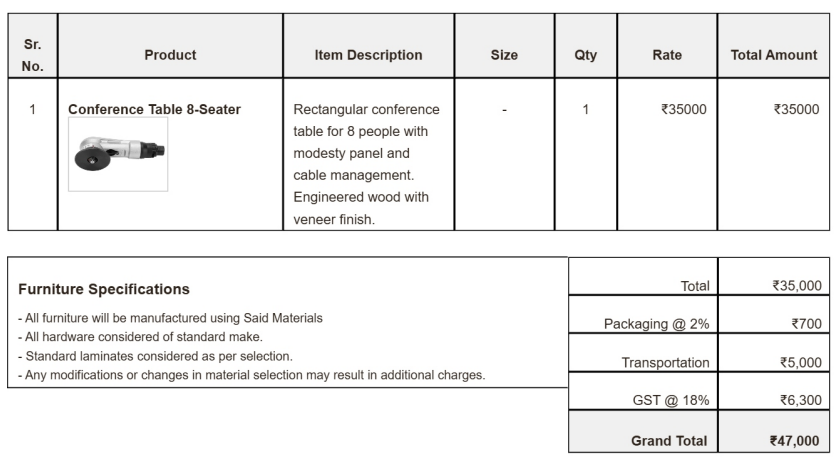 Sr. No. Product Item Description Size Qty Rate Total Amount
1 Conference Table 8-Seater Rectangular conference - 1 ₹35000 ₹35000
table for 8 people with
modesty panel and
cable management.
Engineered wood with
veneer finish.
Furniture Specifications
- All furniture will be manufactured using Said Materials
- All hardware considered of standard make.
- Standard laminates considered as per selection.
- Any modifications or changes in material selection may result in additional charges.
Total ₹35,000
Packaging @ 2% ₹700
Transportation ₹5,000
GST @ 18% ₹6,300
Grand Total ₹47,000